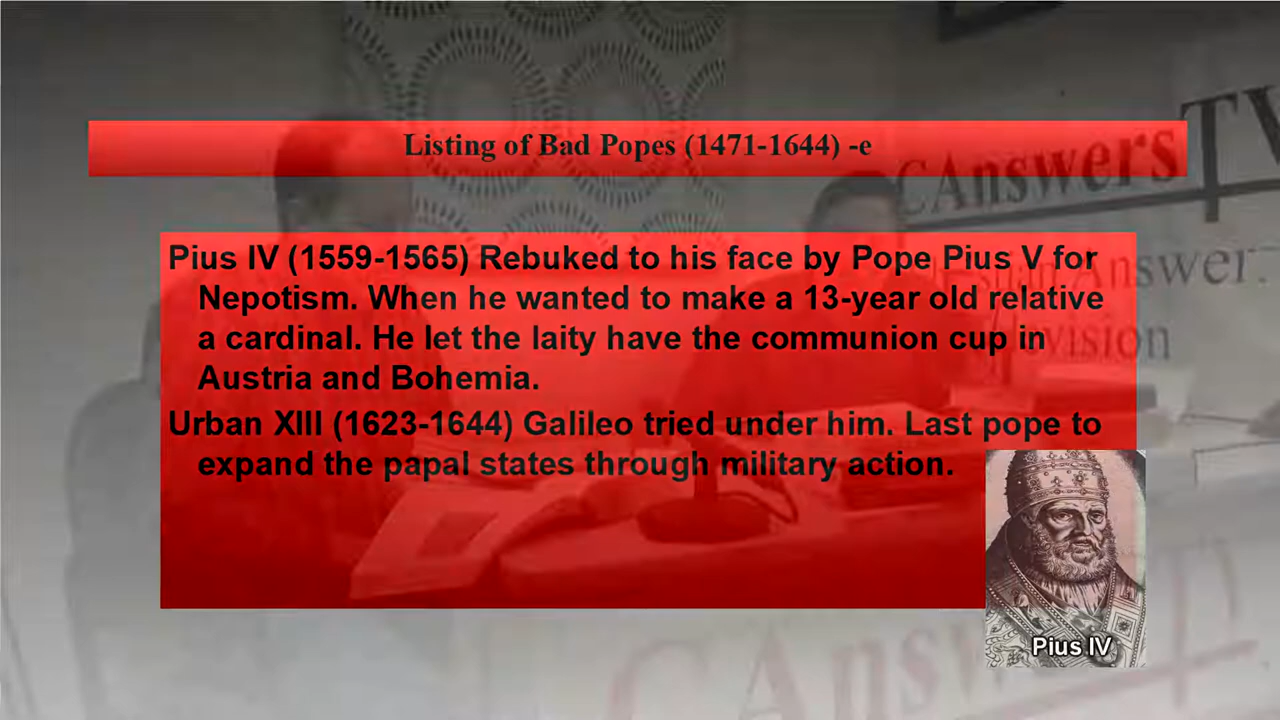 Listing of Bad Popes (1471-1644) -e
CAnswersTV
Pius IV (1559-1565) Rebuked to his face by Pope Pius V for
Nepotism. When he wanted to make a 13-year old relative
a cardinal. He let the laity have the communion cup in
Austria and Bohemia.
Urban XIII (1623-1644) Galileo tried under him. Last pope to
expand the papal states through military action.
Pius IV